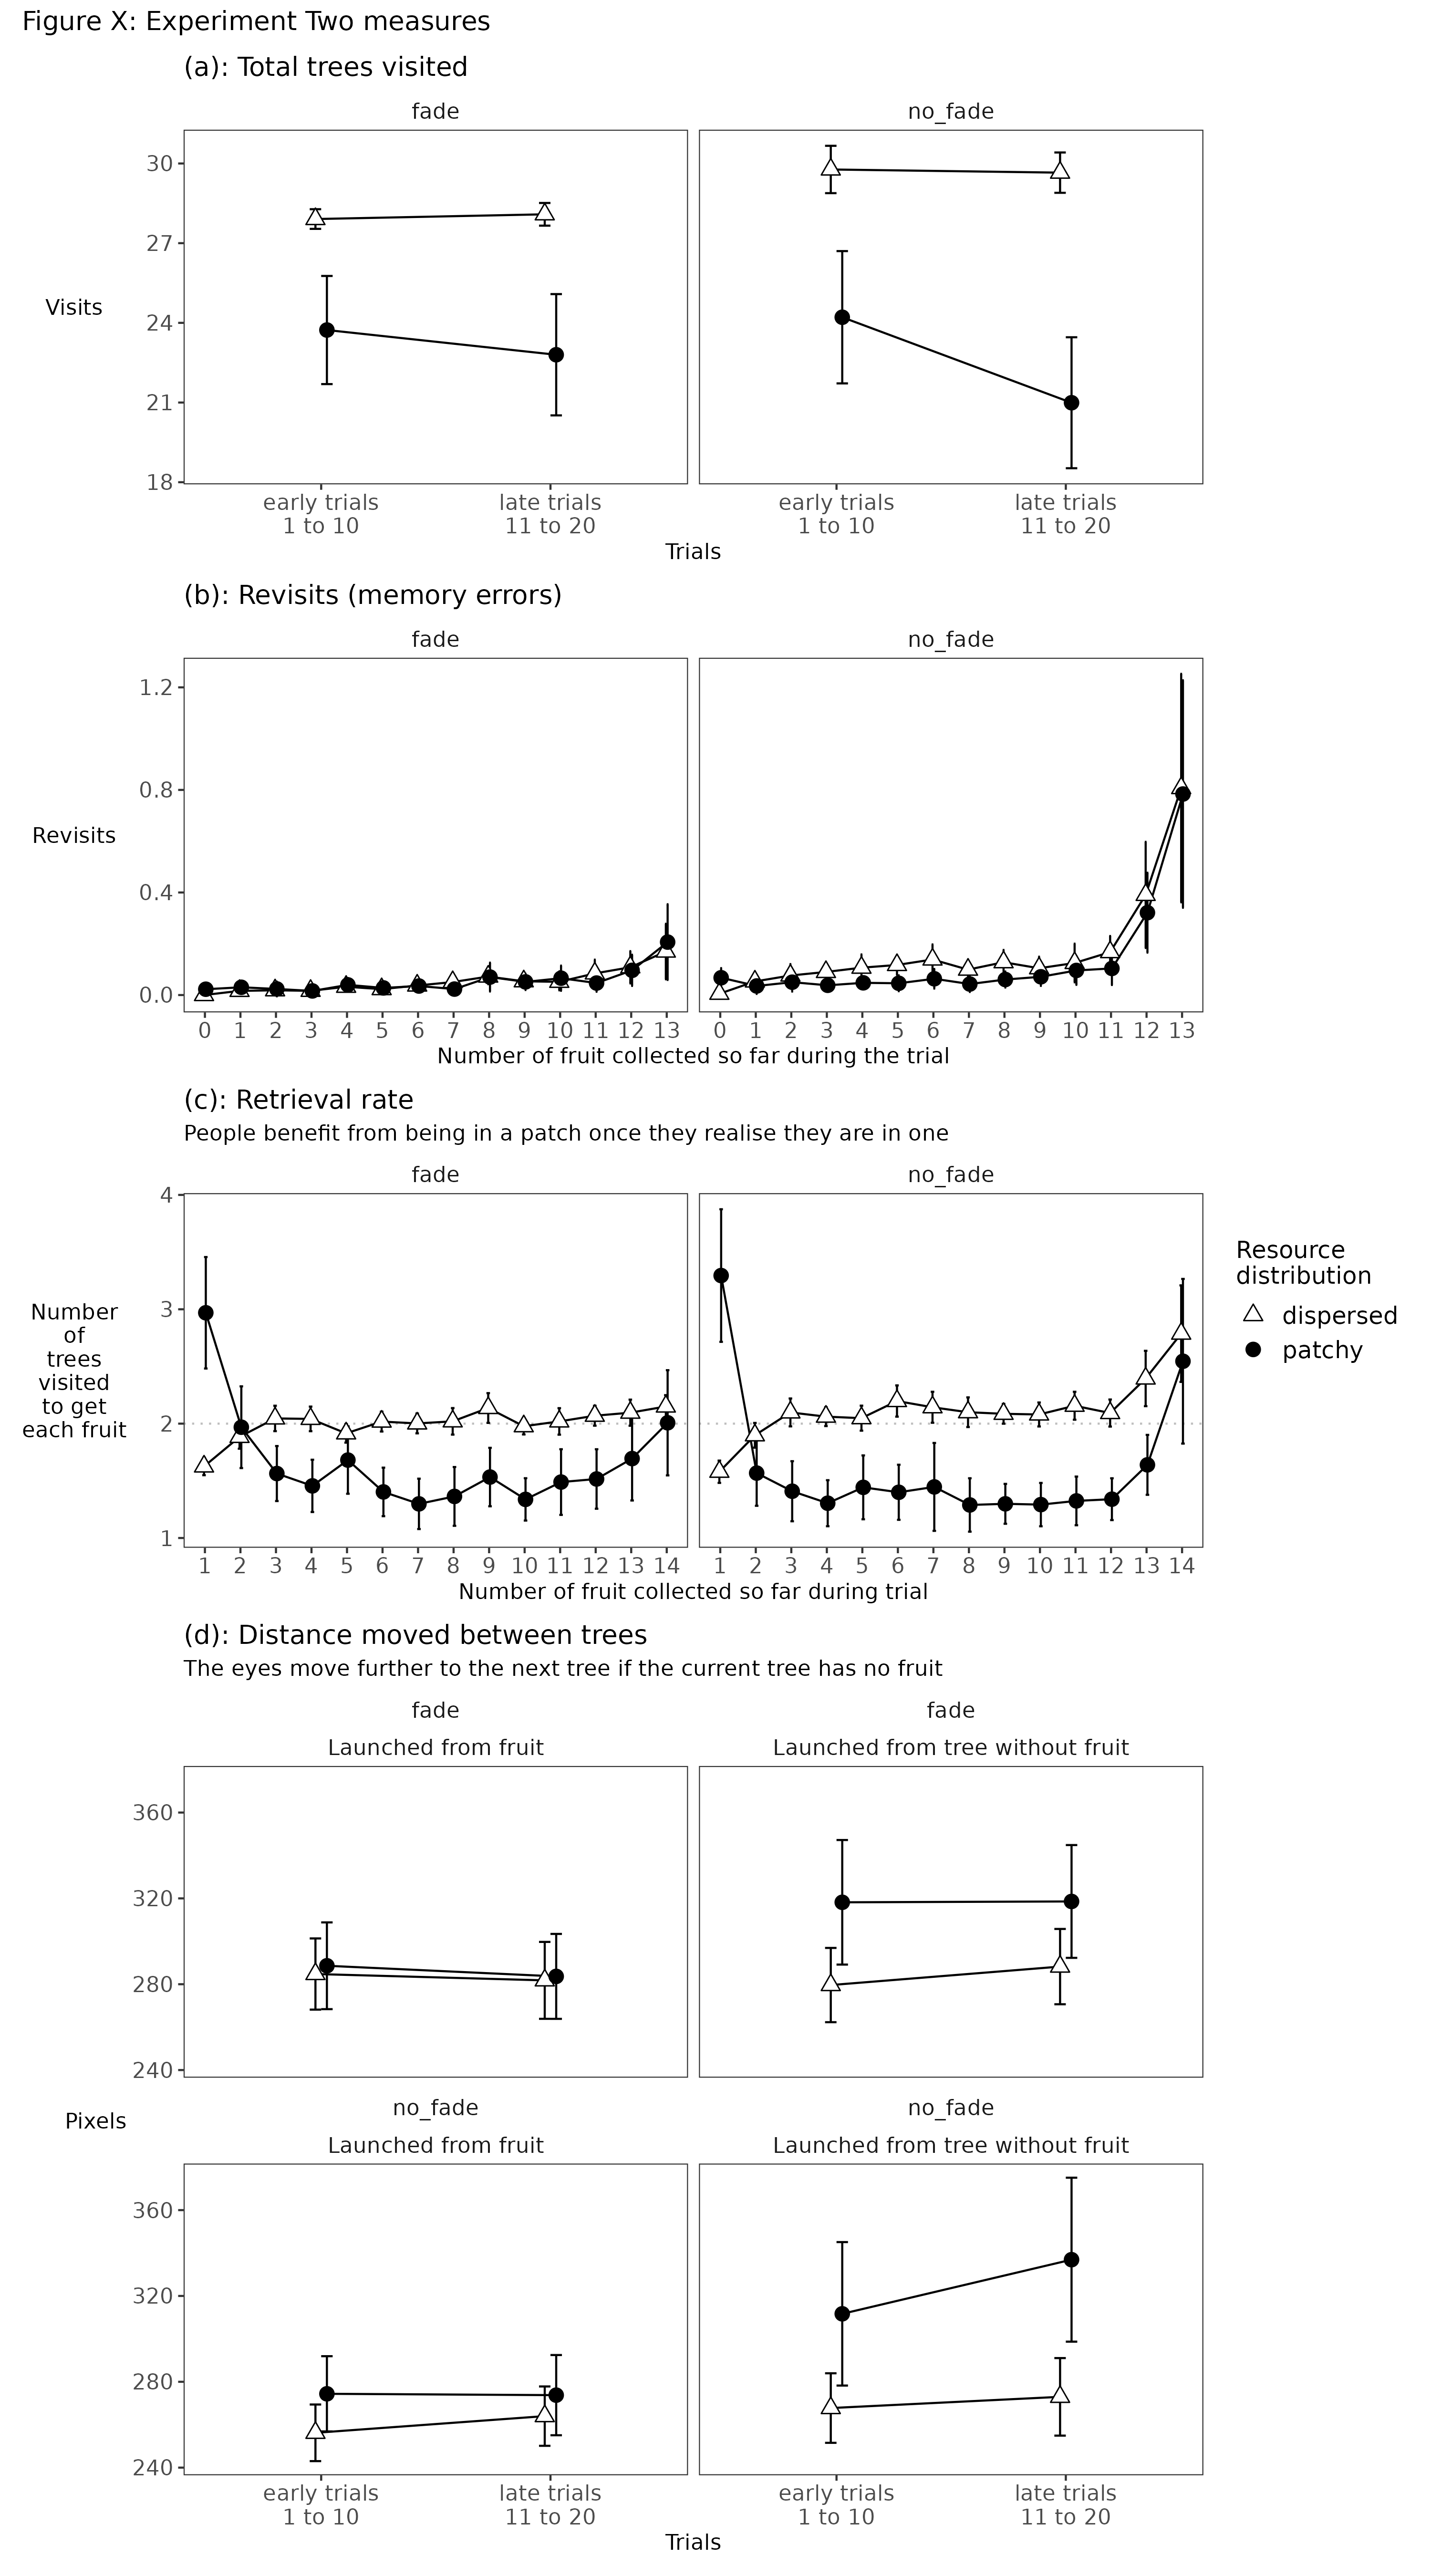 Figure X: Experiment Two measures
(a): Total trees visited
fade
no_fade
30
27
24
21
18
Visits
early trials
1 to 10
late trials
11 to 20
early trials
1 to 10
late trials
11 to 20
Trials
(b): Revisits (memory errors)
fade
no_fade
1.2
0.8
0.4
0.0
Revisits
0 1 2 3 4 5 6 7 8 9 10 11 12 13
0 1 2 3 4 5 6 7 8 9 10 11 12 13
Number of fruit collected so far during the trial
(c): Retrieval rate
People benefit from being in a patch once they realise they are in one
fade
no_fade
4
3
2
1
Number
of
trees
visited
to get
each fruit
1 2 3 4 5 6 7 8 9 10 11 12 13 14
1 2 3 4 5 6 7 8 9 10 11 12 13 14
Number of fruit collected so far during trial
Resource
distribution
dispersed
patchy
(d): Distance moved between trees
The eyes move further to the next tree if the current tree has no fruit
fade
Launched from fruit
fade
Launched from tree without fruit
360
320
280
240
Pixels
no_fade
Launched from fruit
no_fade
Launched from tree without fruit
360
320
280
240
early trials
1 to 10
late trials
11 to 20
early trials
1 to 10
late trials
11 to 20
Trials